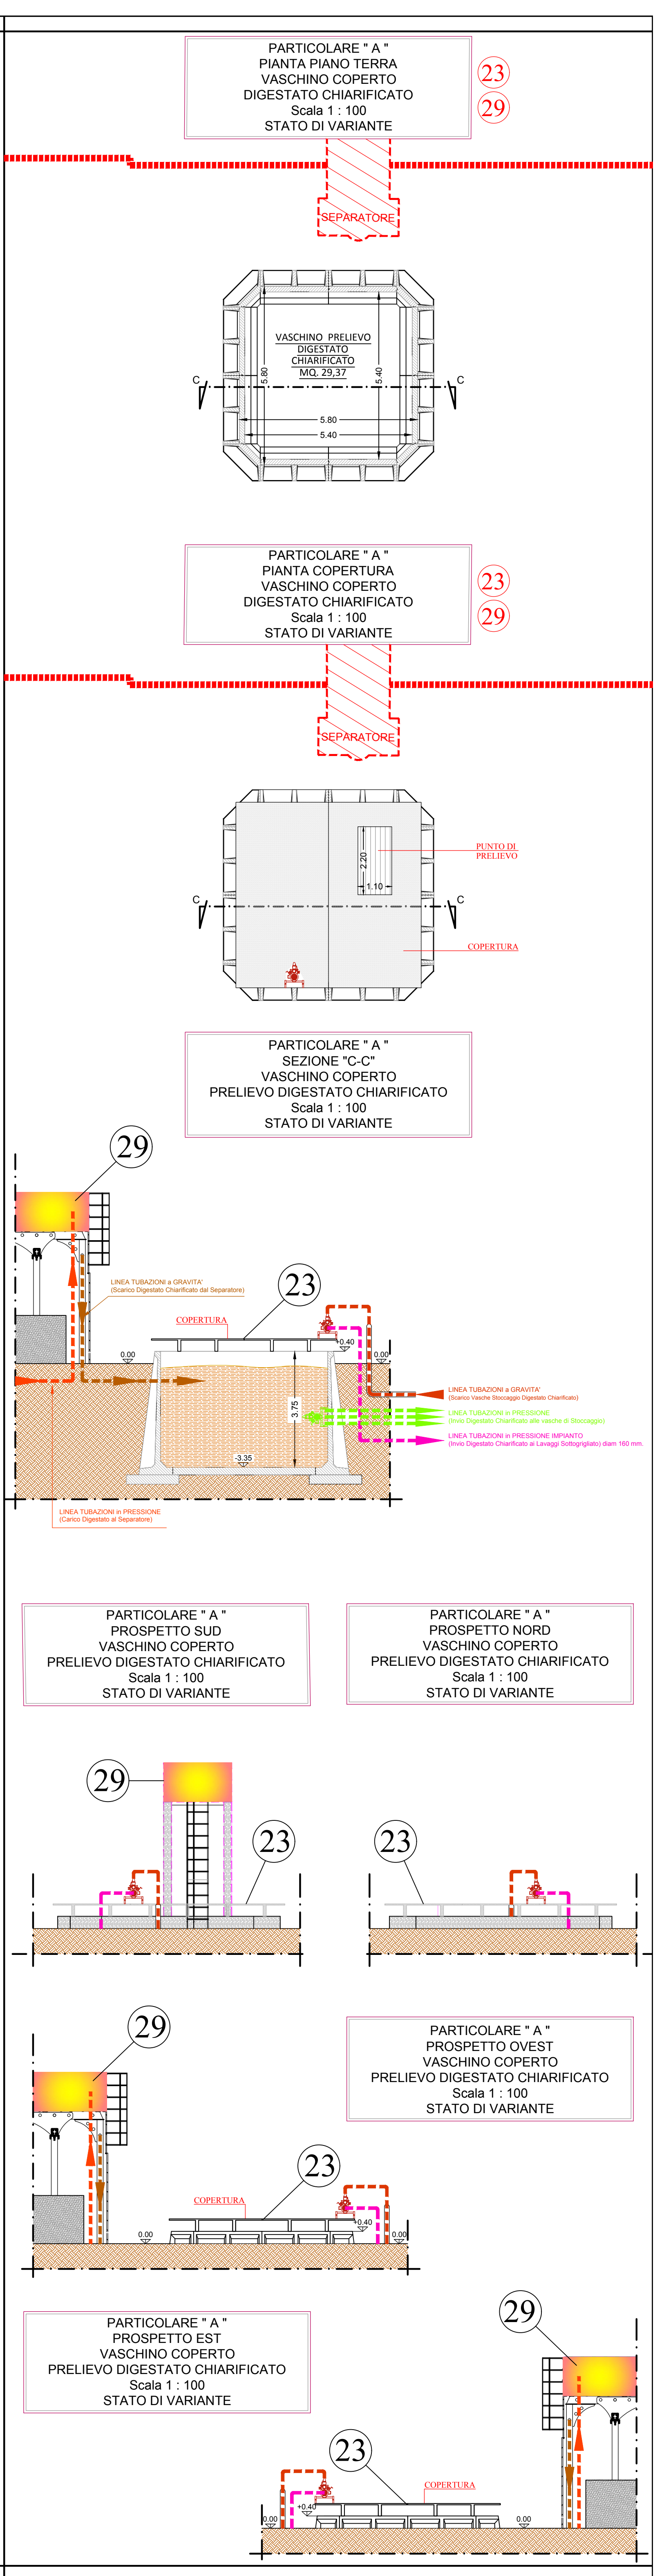 PARTICOLARE " A "
PIANTA PIANO TERRA
VASCHINO COPERTO
DIGESTATO CHIARIFICATO
Scala 1 : 100
STATO DI VARIANTE
23
29
SEPARATORE
VASCHINO PRELIEVO
DIGESTATO
CHIARIFICATO
MQ. 29,37
5.80
5.40
C
C
5.80
5.40
PARTICOLARE " A "
PIANTA COPERTURA
VASCHINO COPERTO
DIGESTATO CHIARIFICATO
Scala 1 : 100
STATO DI VARIANTE
23
29
SEPARATORE
PUNTO DI
PRELIEVO
2.20
1.10
C
C
COPERTURA
PARTICOLARE " A "
SEZIONE "C-C"
VASCHINO COPERTO
PRELIEVO DIGESTATO CHIARIFICATO
Scala 1 : 100
STATO DI VARIANTE
29
LINEA TUBAZIONI a GRAVITA'
(Scarico Digestato Chiarificato dal Separatore)
23
COPERTURA
+0.40
0.00
0.00
LINEA TUBAZIONI a GRAVITA'
(Scarico Vasche Stoccaggio Digestato Chiarificato)
3.75
LINEA TUBAZIONI in PRESSIONE
(Invio Digestato Chiarificato alle vasche di Stoccaggio)
LINEA TUBAZIONI in PRESSIONE IMPIANTO
(Invio Digestato Chiarificato ai Lavaggi Sottogrigliato) diam 160 mm.
-3.35
LINEA TUBAZIONI in PRESSIONE
(Carico Digestato al Separatore)
PARTICOLARE " A "
PROSPETTO SUD
VASCHINO COPERTO
PRELIEVO DIGESTATO CHIARIFICATO
Scala 1 : 100
STATO DI VARIANTE
PARTICOLARE " A "
PROSPETTO NORD
VASCHINO COPERTO
PRELIEVO DIGESTATO CHIARIFICATO
Scala 1 : 100
STATO DI VARIANTE
29
23
23
29
PARTICOLARE " A "
PROSPETTO OVEST
VASCHINO COPERTO
PRELIEVO DIGESTATO CHIARIFICATO
Scala 1 : 100
STATO DI VARIANTE
23
COPERTURA
+0.40
0.00
0.00
PARTICOLARE " A "
PROSPETTO EST
VASCHINO COPERTO
PRELIEVO DIGESTATO CHIARIFICATO
Scala 1 : 100
STATO DI VARIANTE
29
23
COPERTURA
+0.40
0.00
0.00